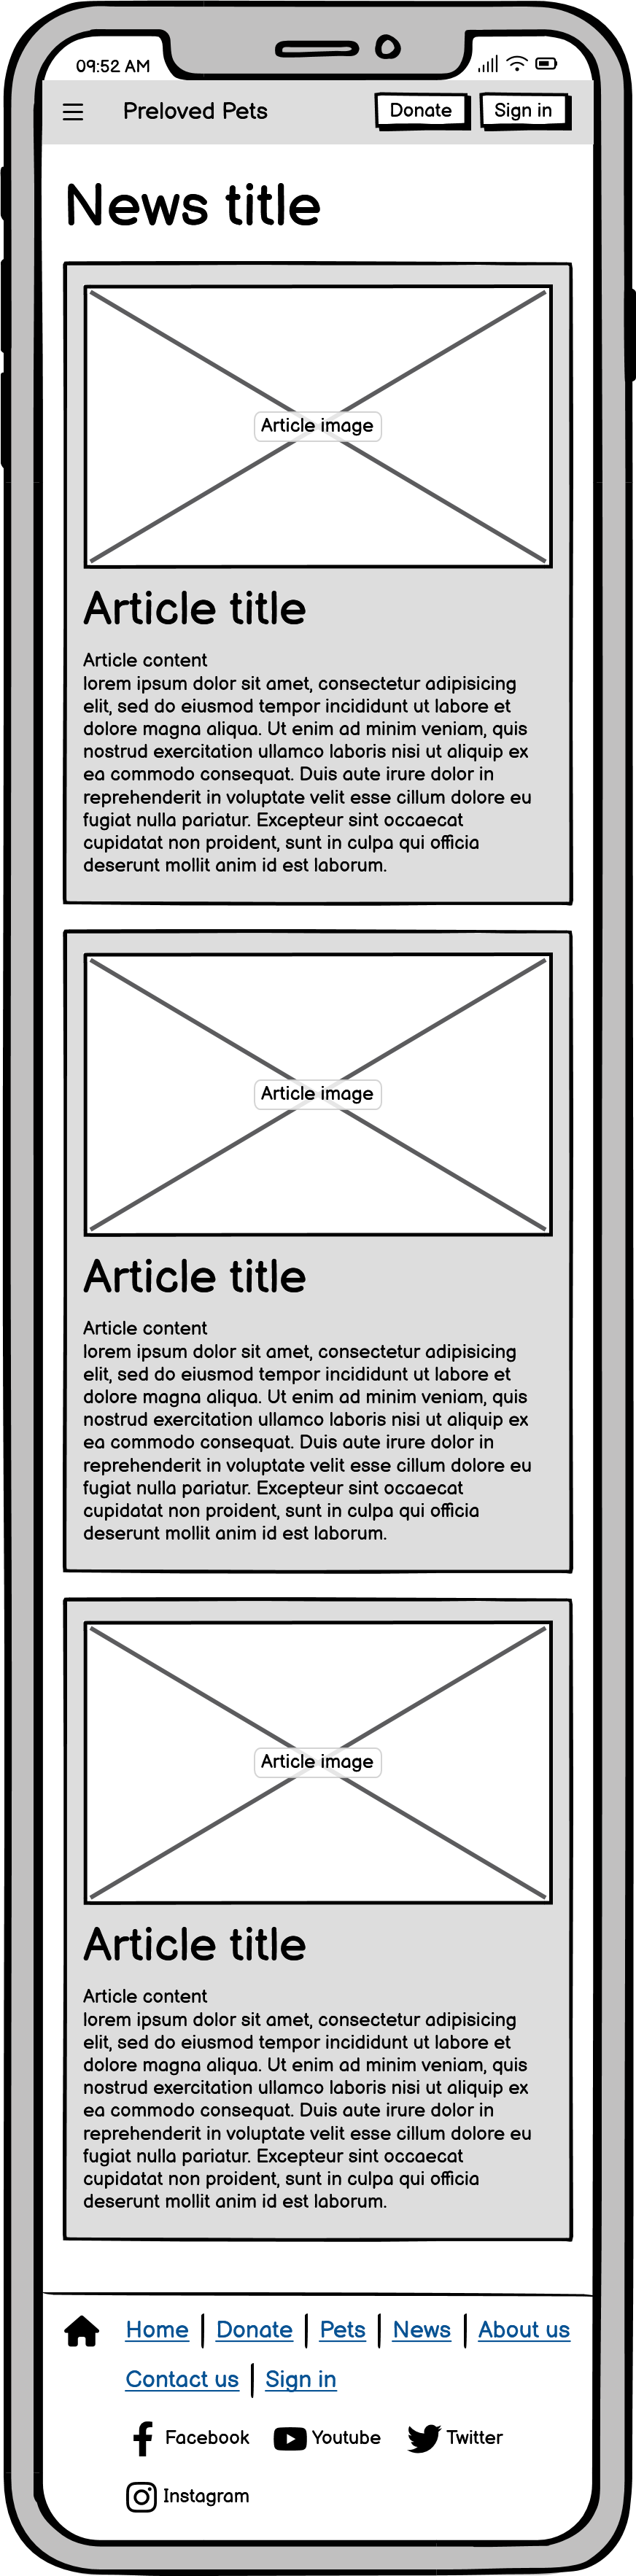 09:52 AM
Preloved Pets Donate Sign in
News title
Article image
Article title
Article content
lorem ipsum dolor sit amet, consectetur adipisicing
elit, sed do eiusmod tempor incididunt ut labore et
dolore magna aliqua. Ut enim ad minim veniam, quis
nostrud exercitation ullamco laboris nisi ut aliquip ex
ea commodo consequat. Duis aute irure dolor in
reprehenderit in voluptate velit esse cillum dolore eu
fugiat nulla pariatur. Excepteur sint occaecat
cupidatat non proident, sunt in culpa qui officia
deserunt mollit anim id est laborum.
Article image
Article title
Article content
lorem ipsum dolor sit amet, consectetur adipisicing
elit, sed do eiusmod tempor incididunt ut labore et
dolore magna aliqua. Ut enim ad minim veniam, quis
nostrud exercitation ullamco laboris nisi ut aliquip ex
ea commodo consequat. Duis aute irure dolor in
reprehenderit in voluptate velit esse cillum dolore eu
fugiat nulla pariatur. Excepteur sint occaecat
cupidatat non proident, sunt in culpa qui officia
deserunt mollit anim id est laborum.
Article image
Article title
Article content
lorem ipsum dolor sit amet, consectetur adipisicing
elit, sed do eiusmod tempor incididunt ut labore et
dolore magna aliqua. Ut enim ad minim veniam, quis
nostrud exercitation ullamco laboris nisi ut aliquip ex
ea commodo consequat. Duis aute irure dolor in
reprehenderit in voluptate velit esse cillum dolore eu
fugiat nulla pariatur. Excepteur sint occaecat
cupidatat non proident, sunt in culpa qui officia
deserunt mollit anim id est laborum.
Home | Donate | Pets | News | About us
Contact us | Sign in
Facebook Youtube Twitter
Instagram